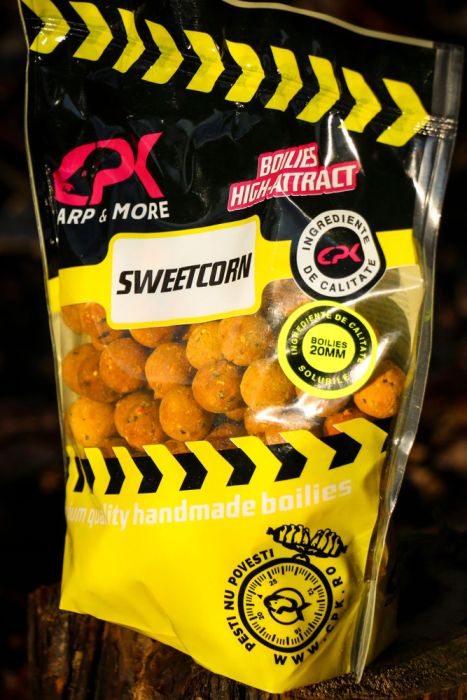 CPK
ARP & MORE
BOILIES
HIGH-ATTRACT
SWEETCORN
INGREDIENTE
CPK
DE CALITATE
INGREDIENTE DE CALITATE
BOILIES
20MM
SOLUBILE
ium quality handmade boilies
PESTI NU POVESTI
WWW.CPK.RO